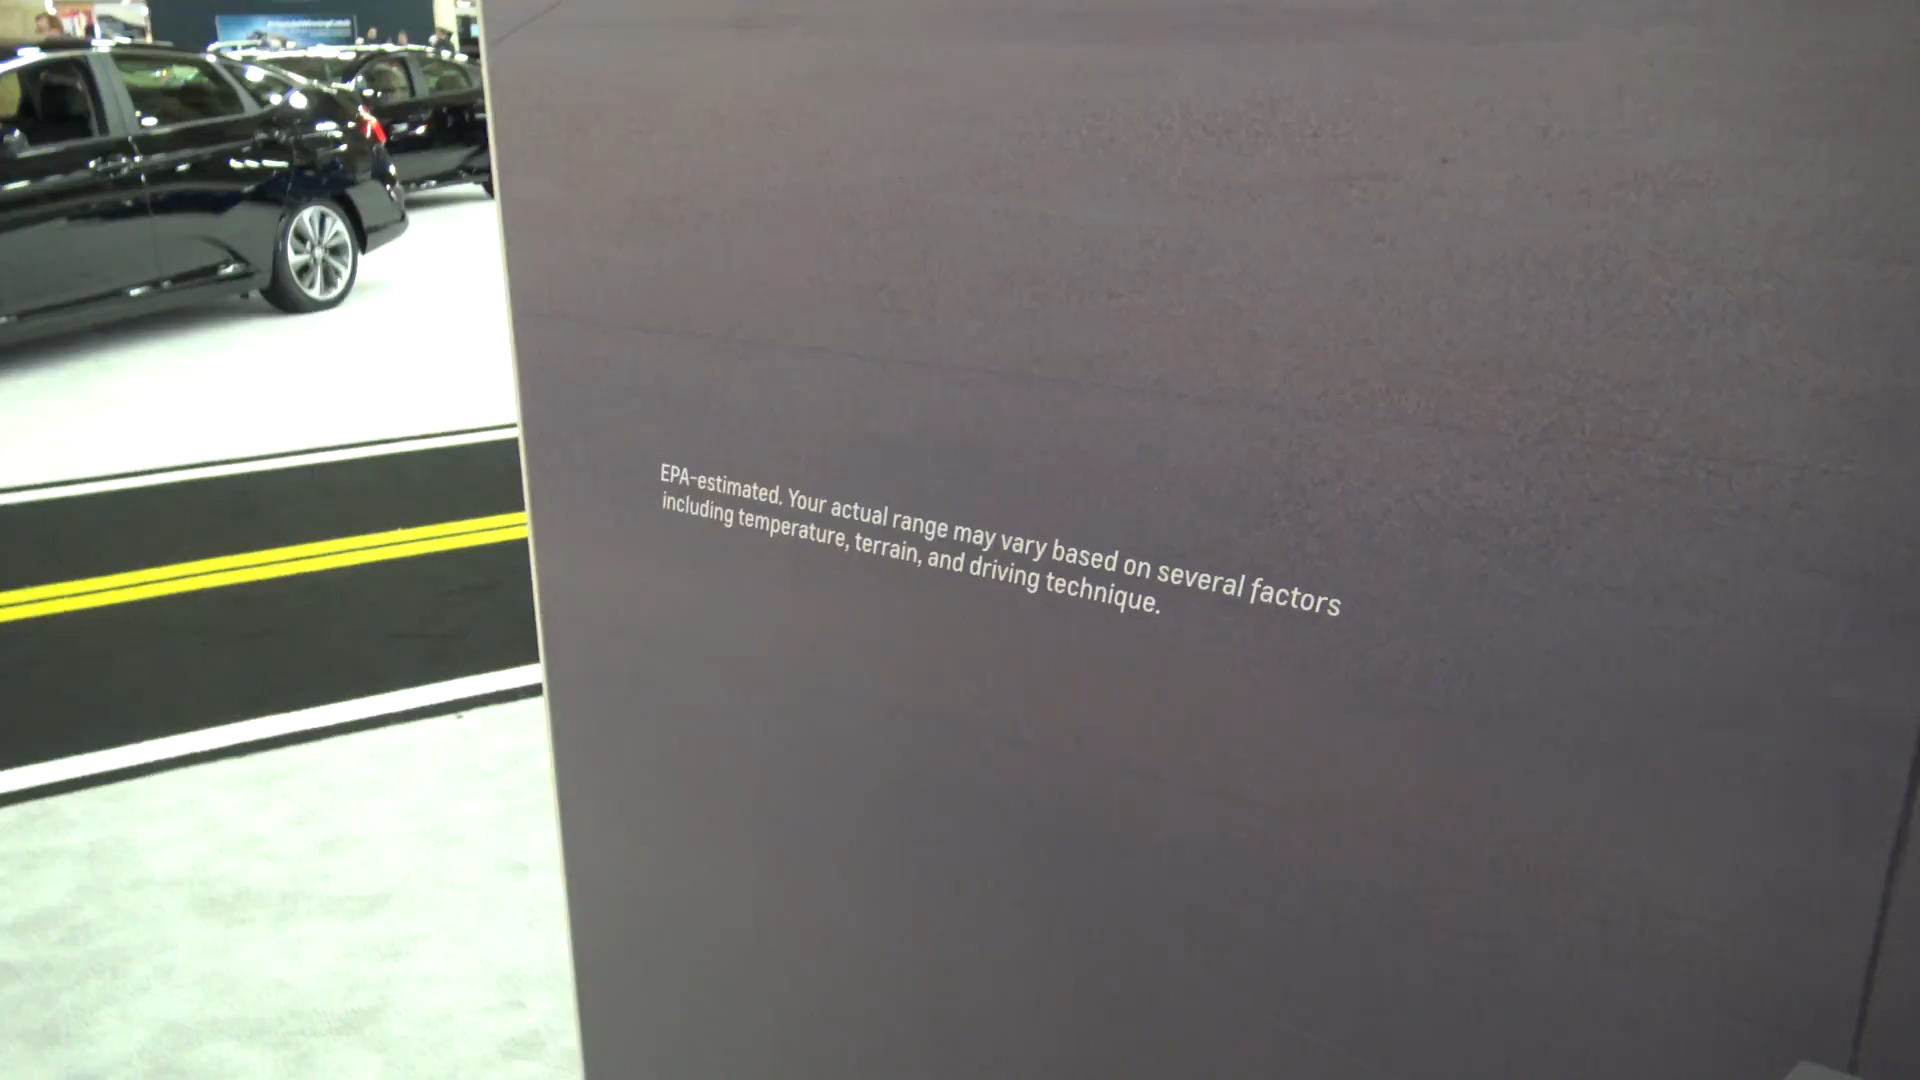 EPA-estimated. Your actual range may vary based on several factors
including temperature, terrain, and driving technique.